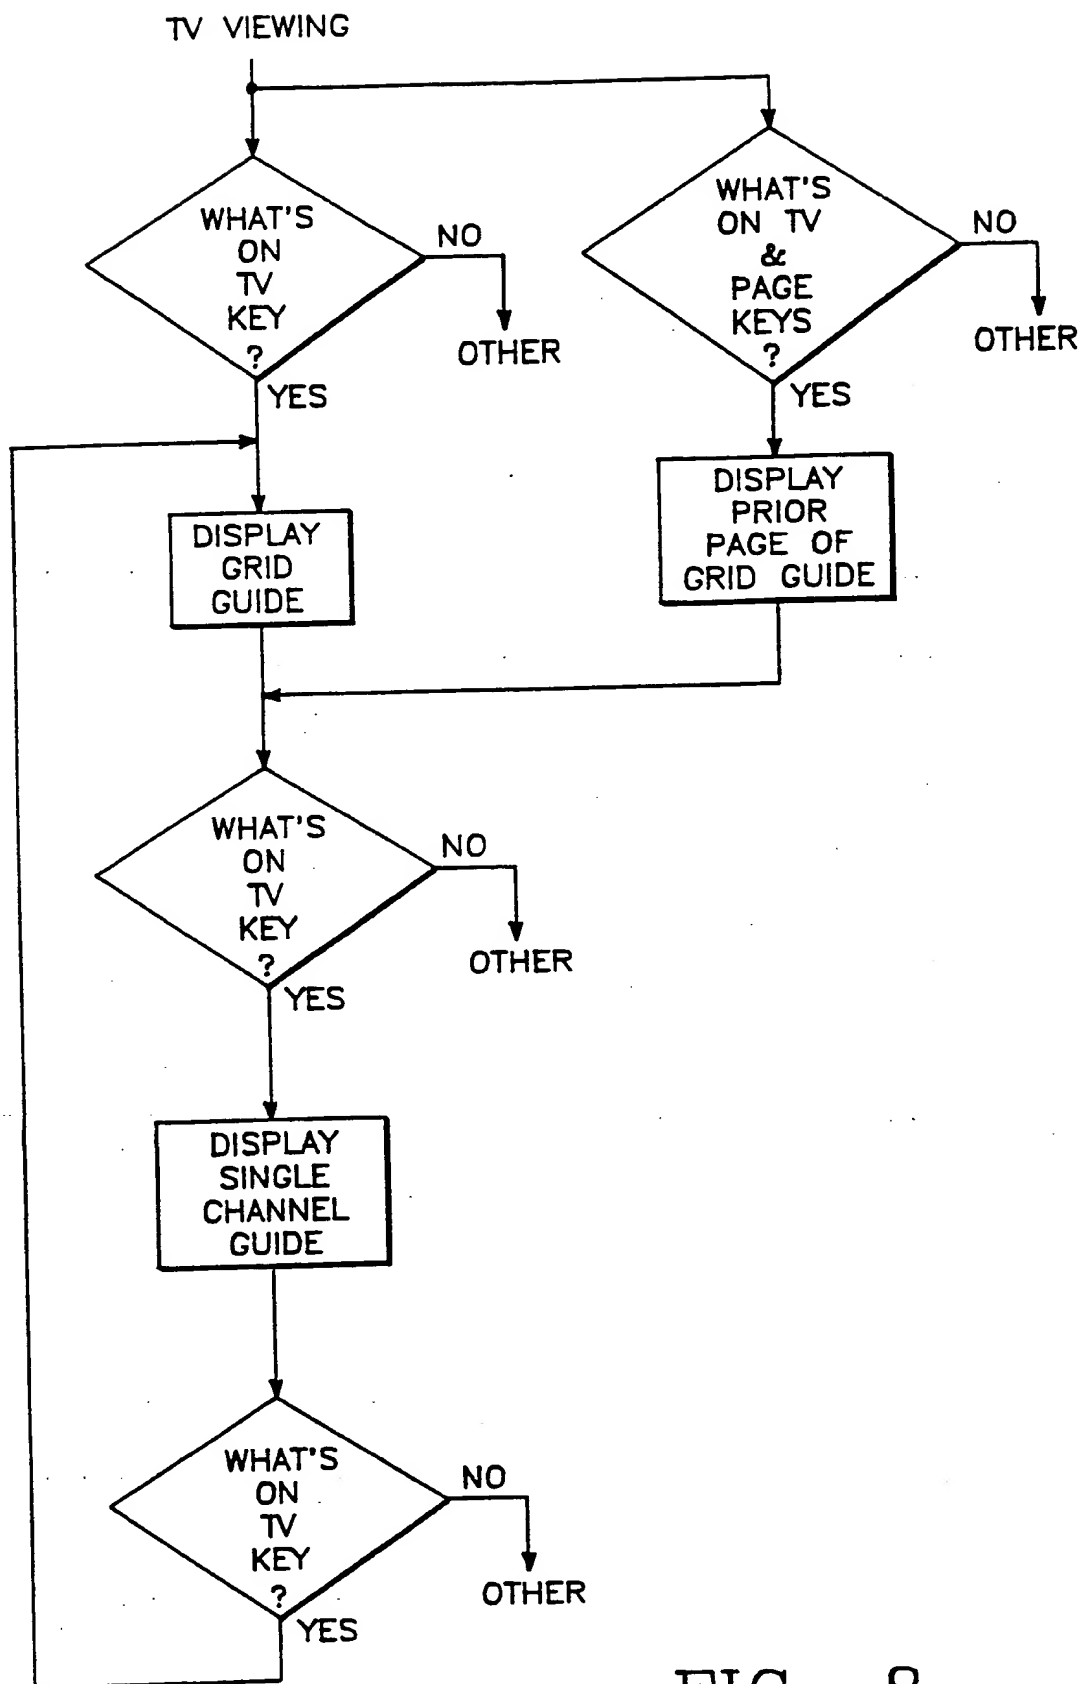 TV VIEWING
WHAT'S
ON
TV
KEY
?
NO
OTHER
YES
WHAT'S
ON TV
&
PAGE
KEYS
?
NO
OTHER
YES
DISPLAY
GRID
GUIDE
DISPLAY
PRIOR
PAGE OF
GRID GUIDE
WHAT'S
ON
TV
KEY
?
NO
OTHER
YES
DISPLAY
SINGLE
CHANNEL
GUIDE
WHAT'S
ON
TV
KEY
?
NO
OTHER
YES
FIG. 8